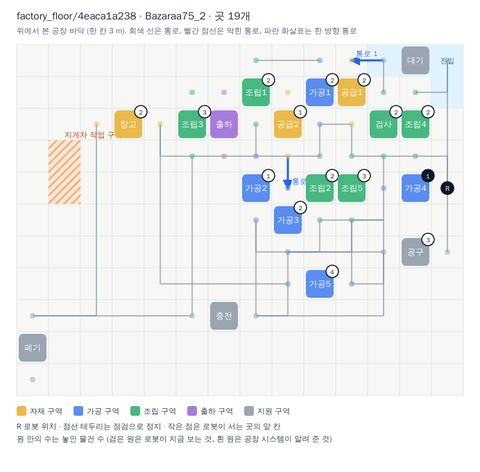 factory_floor/4eaca1a238 · Bazaraa75_2 · 곳 19개
위에서 본 공장 바닥 (한 칸 3 m). 회색 선은 통로, 빨간 점선은 막힌 통로, 파란 화살표는 한 방향 통로
통로 1
대기
진입
2
2
2
조립1
가공1
공급1
2
3
1
2
2
창고
조립3
출하
공급2
검사
조립4
지게차 작업 구
1
2
3
1
가공2
통로
조립2
조립5
가공4
R
2
가공3
3
공구
4
가공5
충전
폐기
자재 구역
가공 구역
조립 구역
출하 구역
지원 구역
R 로봇 위치 · 점선 테두리는 점검으로 정지 · 작은 점은 로봇이 서는 곳의 앞 칸
원 안의 수는 놓인 물건 수 (검은 원은 로봇이 지금 보는 것, 흰 원은 공장 시스템이 알려 준 것)